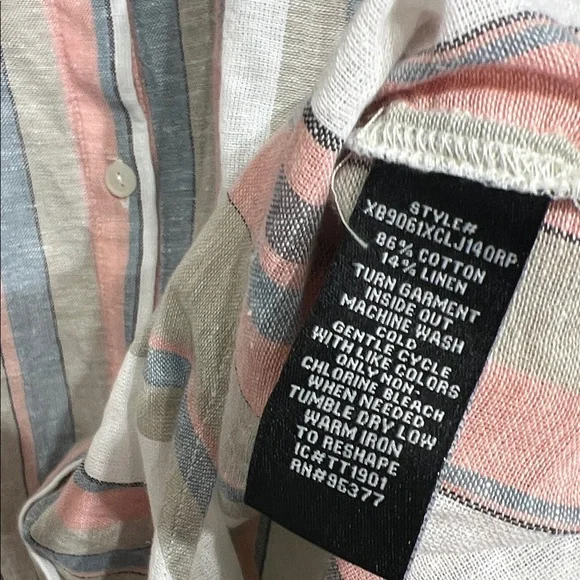 STYLE#
XB9061XCLJ140RP
86% COTTON
14% LINEN
TURN GARMENT
INSIDE OUT
MACHINE WASH
COLD
GENTLE CYCLE
WITH LIKE COLORS
ONLY NON
CHLORINE BLEACH
WHEN NEEDED
TUMBLE DRY LOW
WARM IRON
TO RESHAPE
IC#TT1901
RN#95377